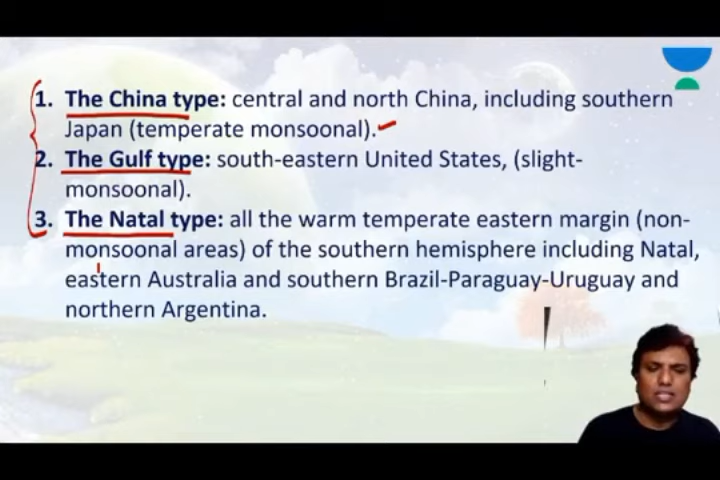 1. The China type: central and north China, including southern
Japan (temperate monsoonal).
2. The Gulf type: south-eastern United States, (slight-
monsoonal).
3. The Natal type: all the warm temperate eastern margin (non-
monsoonal areas) of the southern hemisphere including Natal,
eastern Australia and southern Brazil-Paraguay-Uruguay and
northern Argentina.